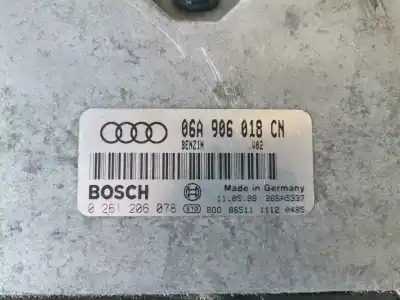 06A 906 018 CN
BENZIN V02
BOSCH
Made in Germany
0 261 206 078